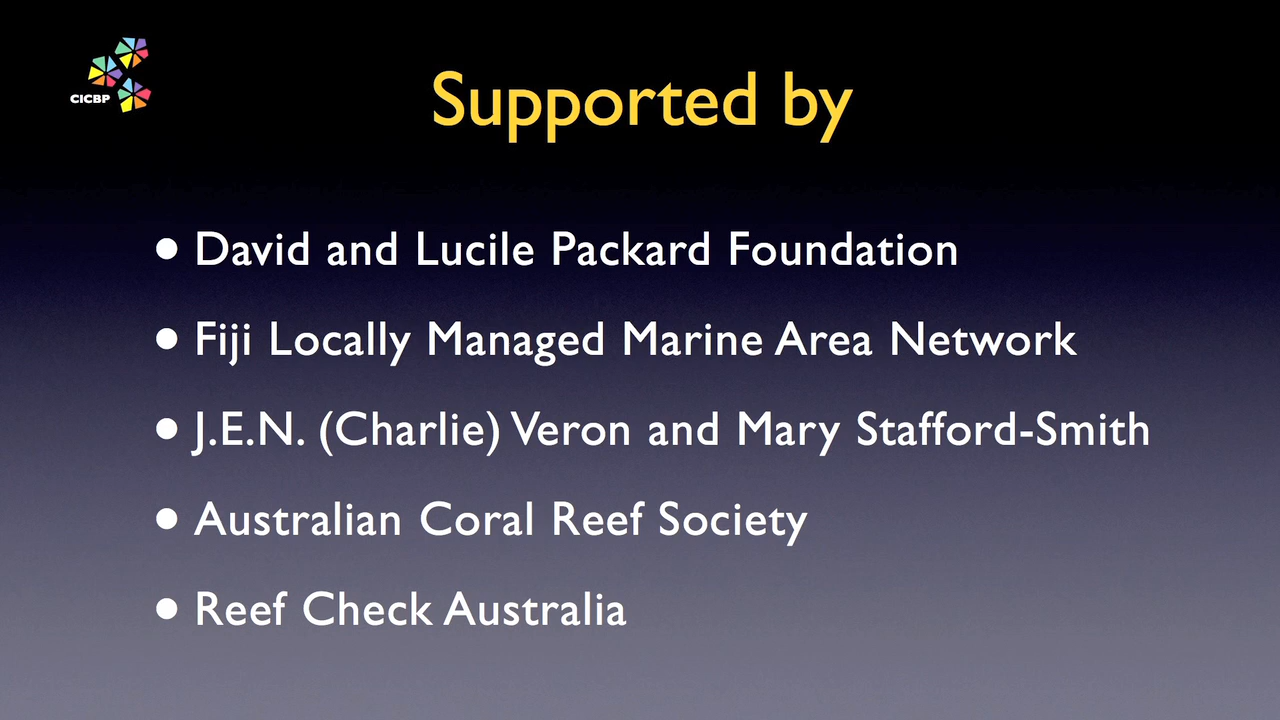 CICBP
Supported by
• David and Lucile Packard Foundation
• Fiji Locally Managed Marine Area Network
• J.E.N. (Charlie) Veron and Mary Stafford-Smith
• Australian Coral Reef Society
• Reef Check Australia